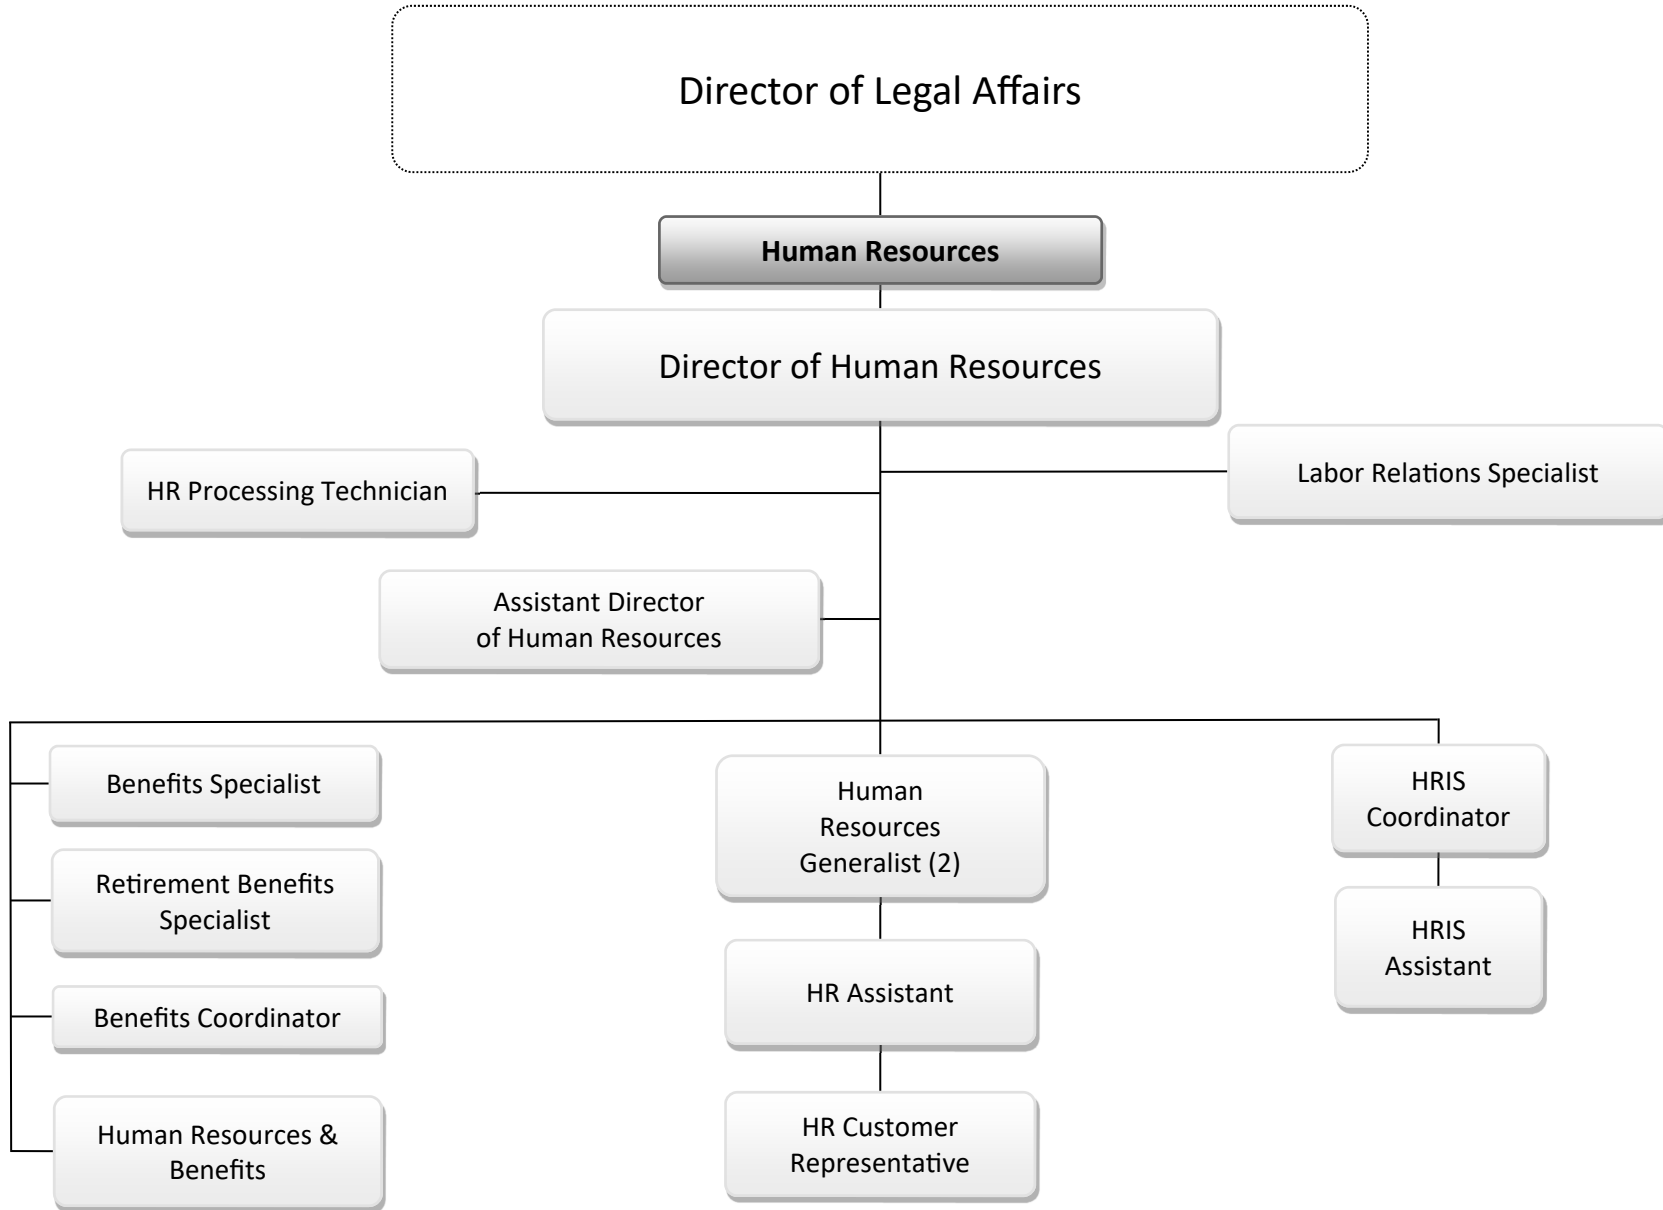 Director of Legal Affairs
Human Resources
Director of Human Resources
HR Processing Technician
Labor Relations Specialist
Assistant Director
of Human Resources
Benefits Specialist
Retirement Benefits
Specialist
Benefits Coordinator
Human Resources &
Benefits
Human
Resources
Generalist (2)
HR Assistant
HR Customer
Representative
HRIS
Coordinator
HRIS
Assistant